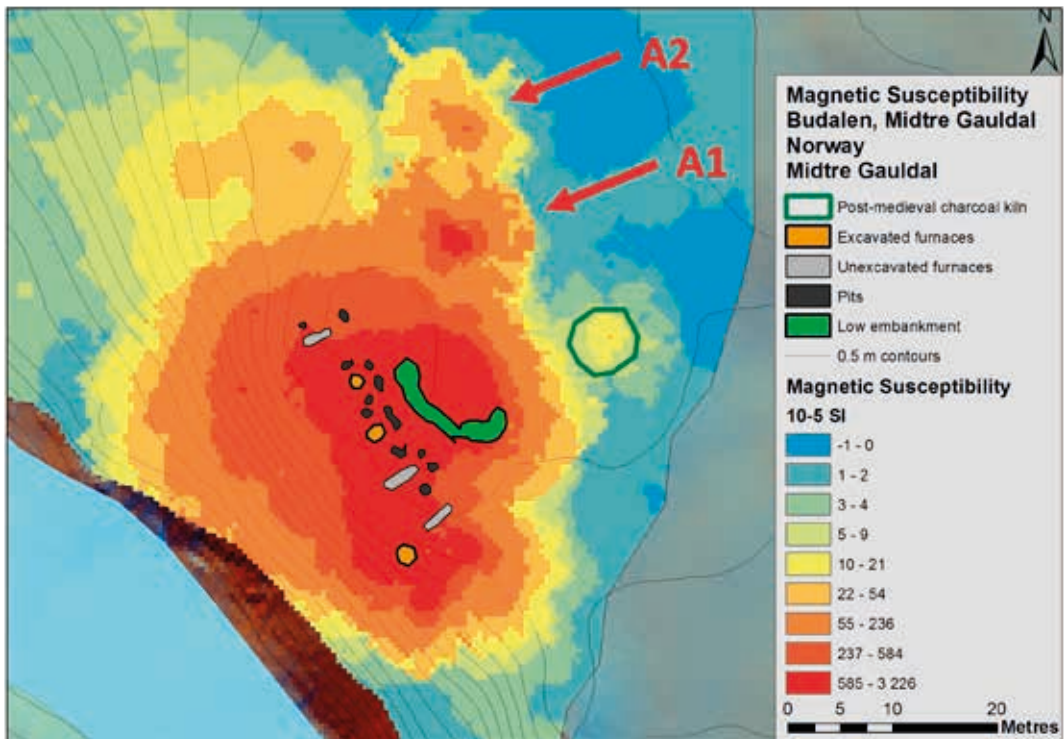 N
A2
A1
Magnetic Susceptibility
Budalen, Midtre Gauldal
Norway
Midtre Gauldal
Post-medieval charcoal kiln
Excavated furnaces
Unexcavated furnaces
Pits
Low embankment
0.5 m contours
Magnetic Susceptibility
10-5 SI
-1 - 0
1 - 2
3 - 4
5 - 9
10 - 21
22 - 54
55 - 236
237 - 584
585 - 3 226
0 5 10 20
Metres